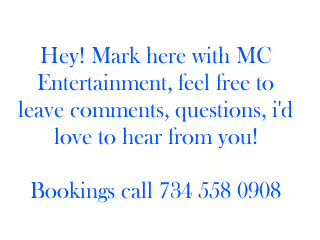 Hey! Mark here with MC
Entertainment, feel free to
leave comments, questions, i'd
love to hear from you!
Bookings call 734 558 0908